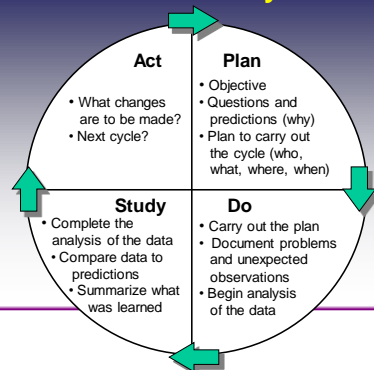 Act
• What changes
are to be made?
• Next cycle?
Plan
• Objective
• Questions and
predictions (why)
• Plan to carry out
the cycle (who,
what, where, when)
Study
• Complete the
analysis of the data
• Compare data to
predictions
• Summarize what
was learned
Do
• Carry out the plan
• Document problems
and unexpected
observations
• Begin analysis
of the data